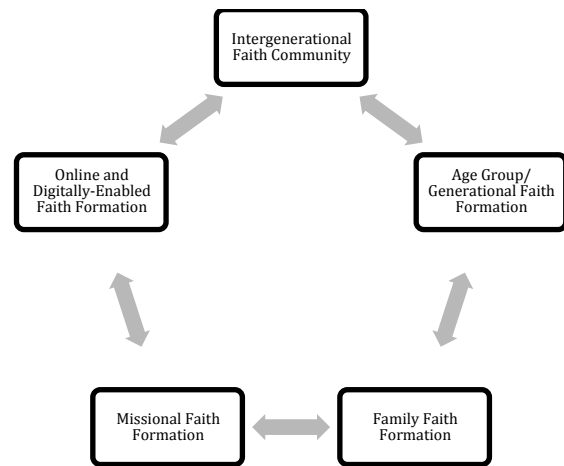 Intergenerational
Faith Community
Online and
Digitally-Enabled
Faith Formation
Age Group/
Generational Faith
Formation
Missional Faith
Formation
Family Faith
Formation